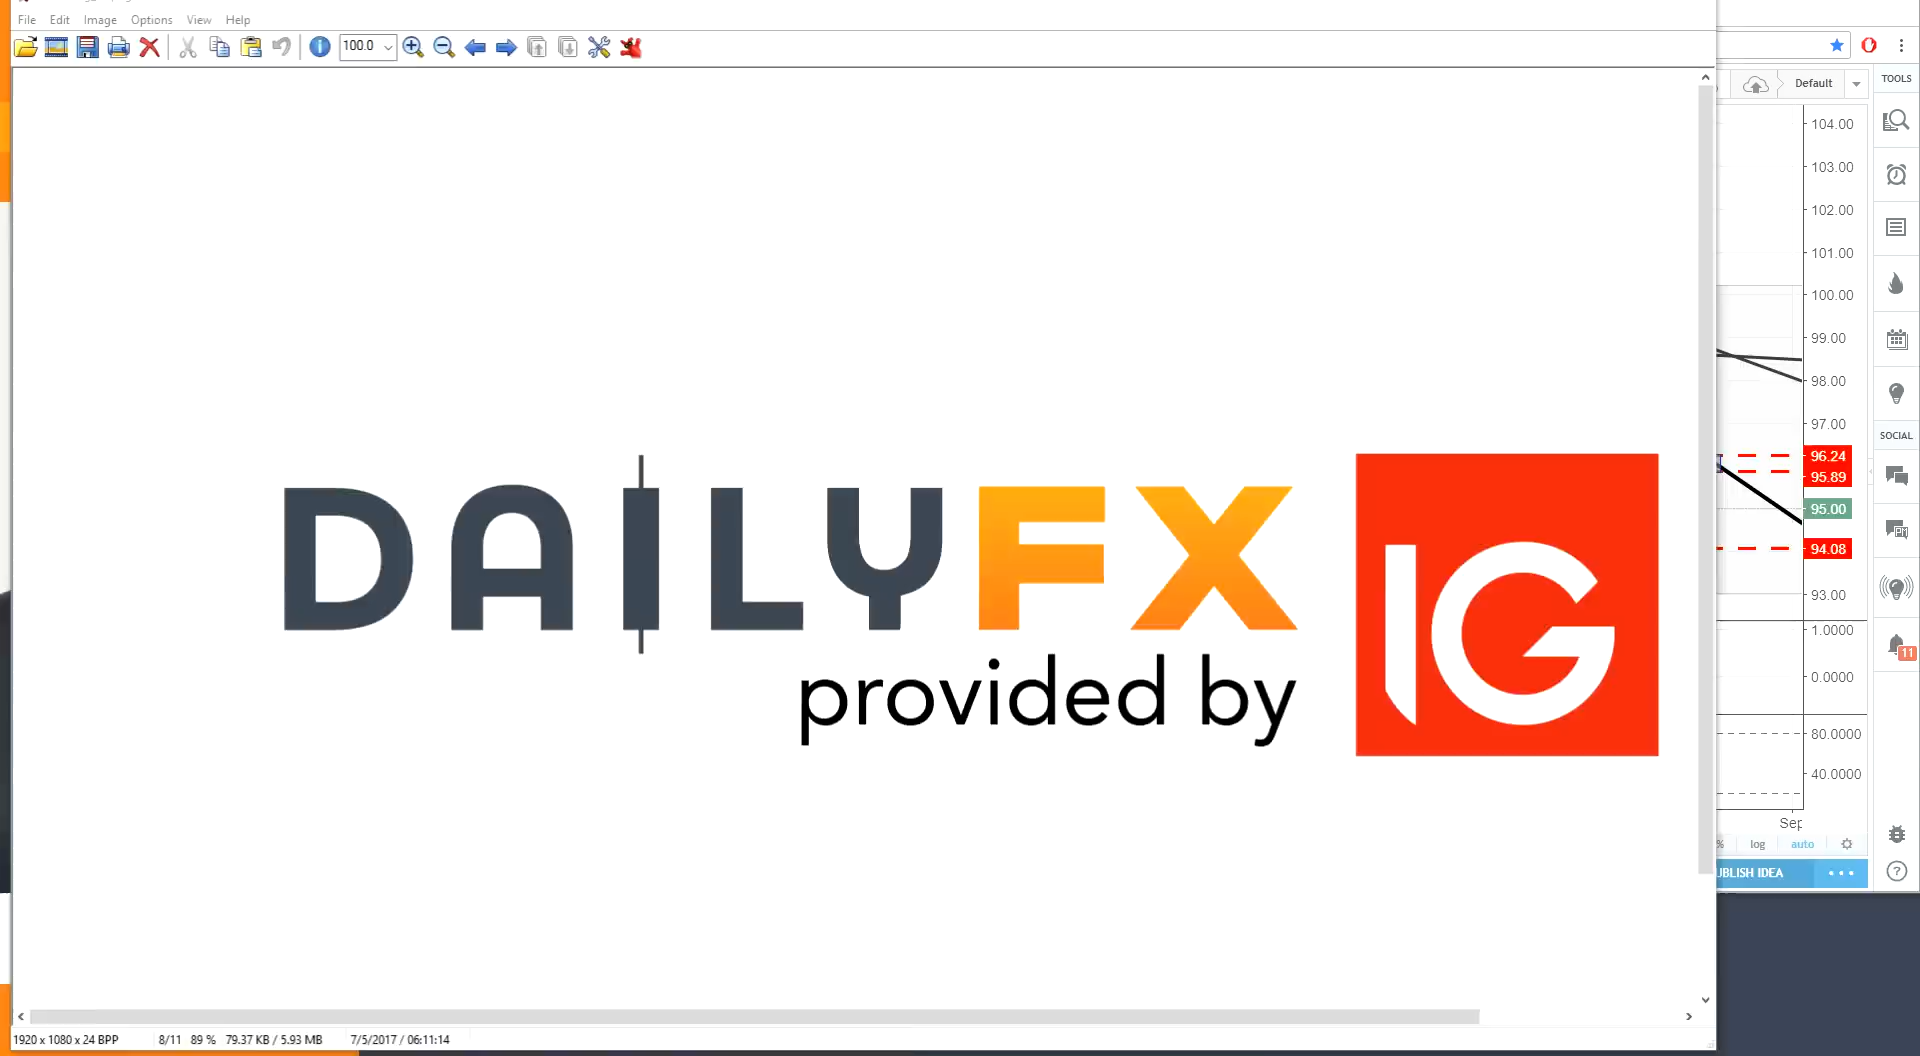 File Edit Image Options View Help
100.0
DAILYFX
provided by
IG
1920 x 1080 x 24 BPP 8/11 89 % 79.37 KB / 5.93 MB 7/5/2017 / 06:11:14
Default
TOOLS
104.00
103.00
102.00
101.00
100.00
99.00
98.00
97.00
SOCIAL
96.24
95.89
95.00
94.08
93.00
1.0000
11
0.0000
80.0000
40.0000
Sep
% log auto
UBLISH IDEA